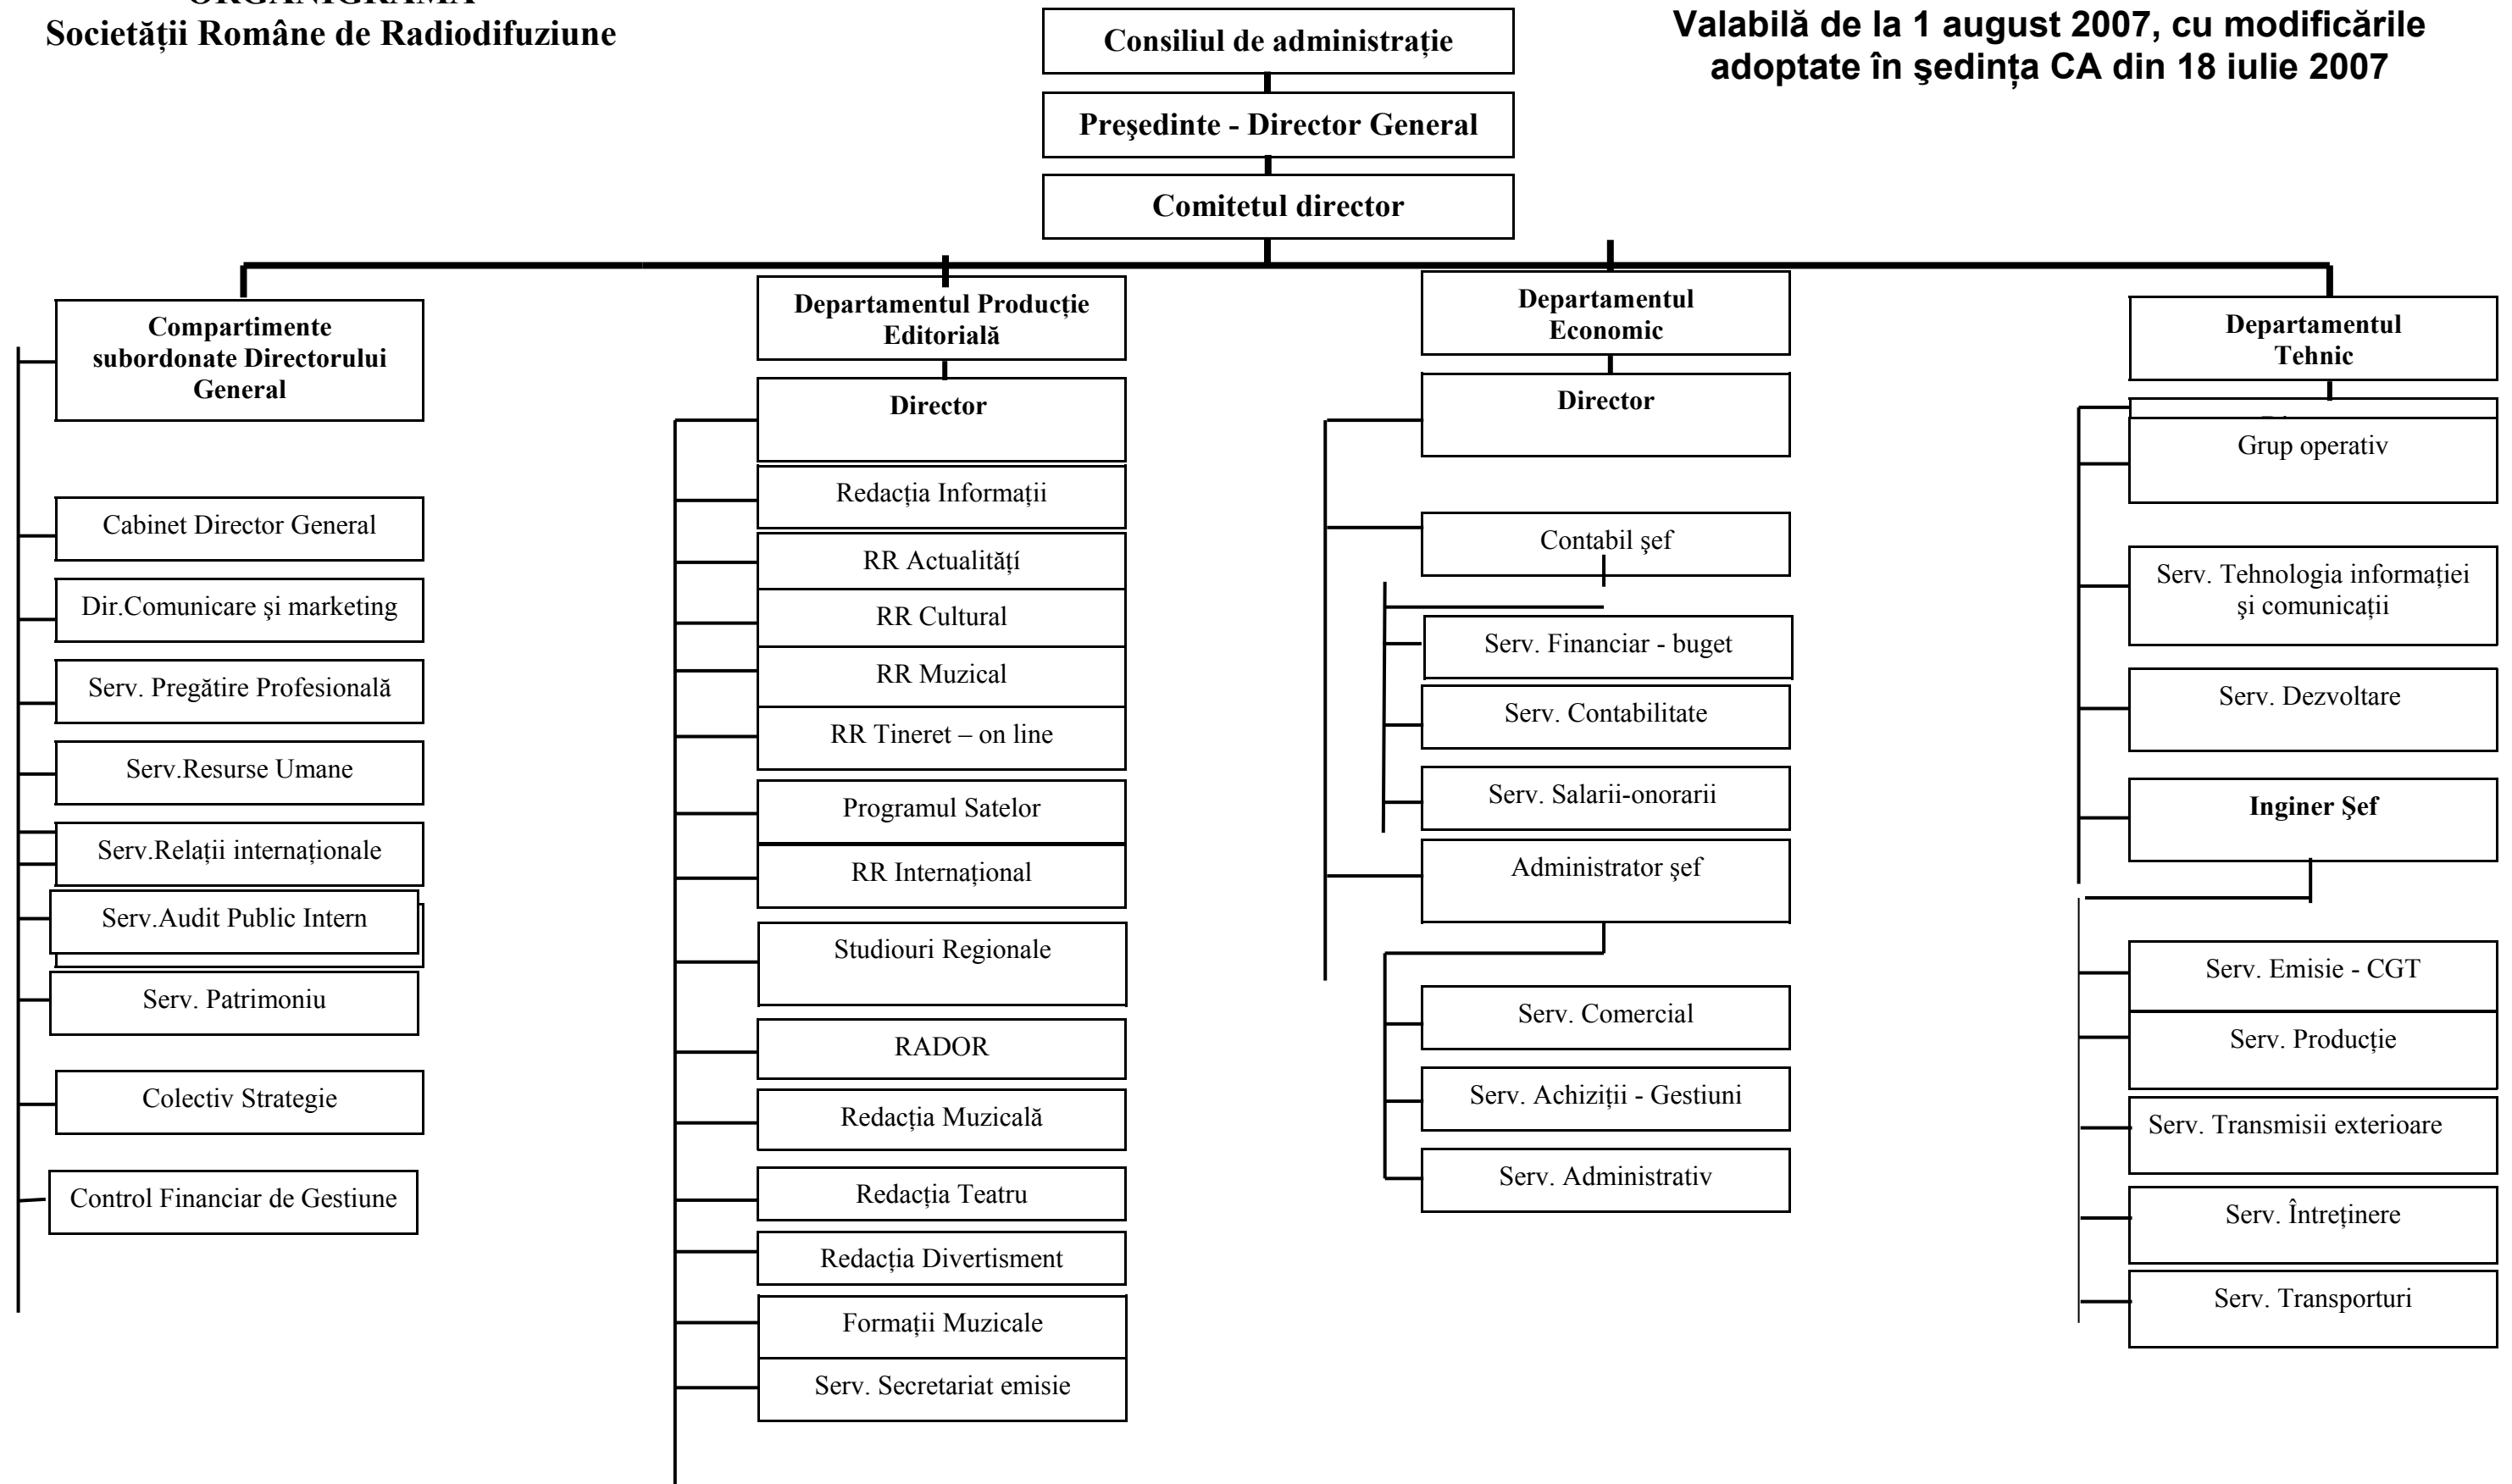 ORGANIGRAMA
Societății Române de Radiodifuziune
Valabilă de la 1 august 2007, cu modificările
adoptate în şedința CA din 18 iulie 2007
Consiliul de administrație
Preşedinte - Director General
Comitetul director
Compartimente
subordonate Directorului
General
Cabinet Director General
Dir.Comunicare şi marketing
Serv. Pregătire Profesională
Serv.Resurse Umane
Serv.Relații internaționale
Serv.Audit Public Intern
Serv. Patrimoniu
Colectiv Strategie
Control Financiar de Gestiune
Departamentul Producție
Editorială
Director
Redacția Informații
RR Actualitățí
RR Cultural
RR Muzical
RR Tineret – on line
Programul Satelor
RR Internațional
Studiouri Regionale
RADOR
Redacția Muzicală
Redacția Teatru
Redacția Divertisment
Formații Muzicale
Serv. Secretariat emisie
Departamentul
Economic
Director
Contabil şef
Serv. Financiar - buget
Serv. Contabilitate
Serv. Salarii-onorarii
Administrator şef
Serv. Comercial
Serv. Achiziții - Gestiuni
Serv. Administrativ
Departamentul
Tehnic
Grup operativ
Serv. Tehnologia informației
şi comunicații
Serv. Dezvoltare
Inginer Şef
Serv. Emisie - CGT
Serv. Producție
Serv. Transmisii exterioare
Serv. Întreținere
Serv. Transporturi